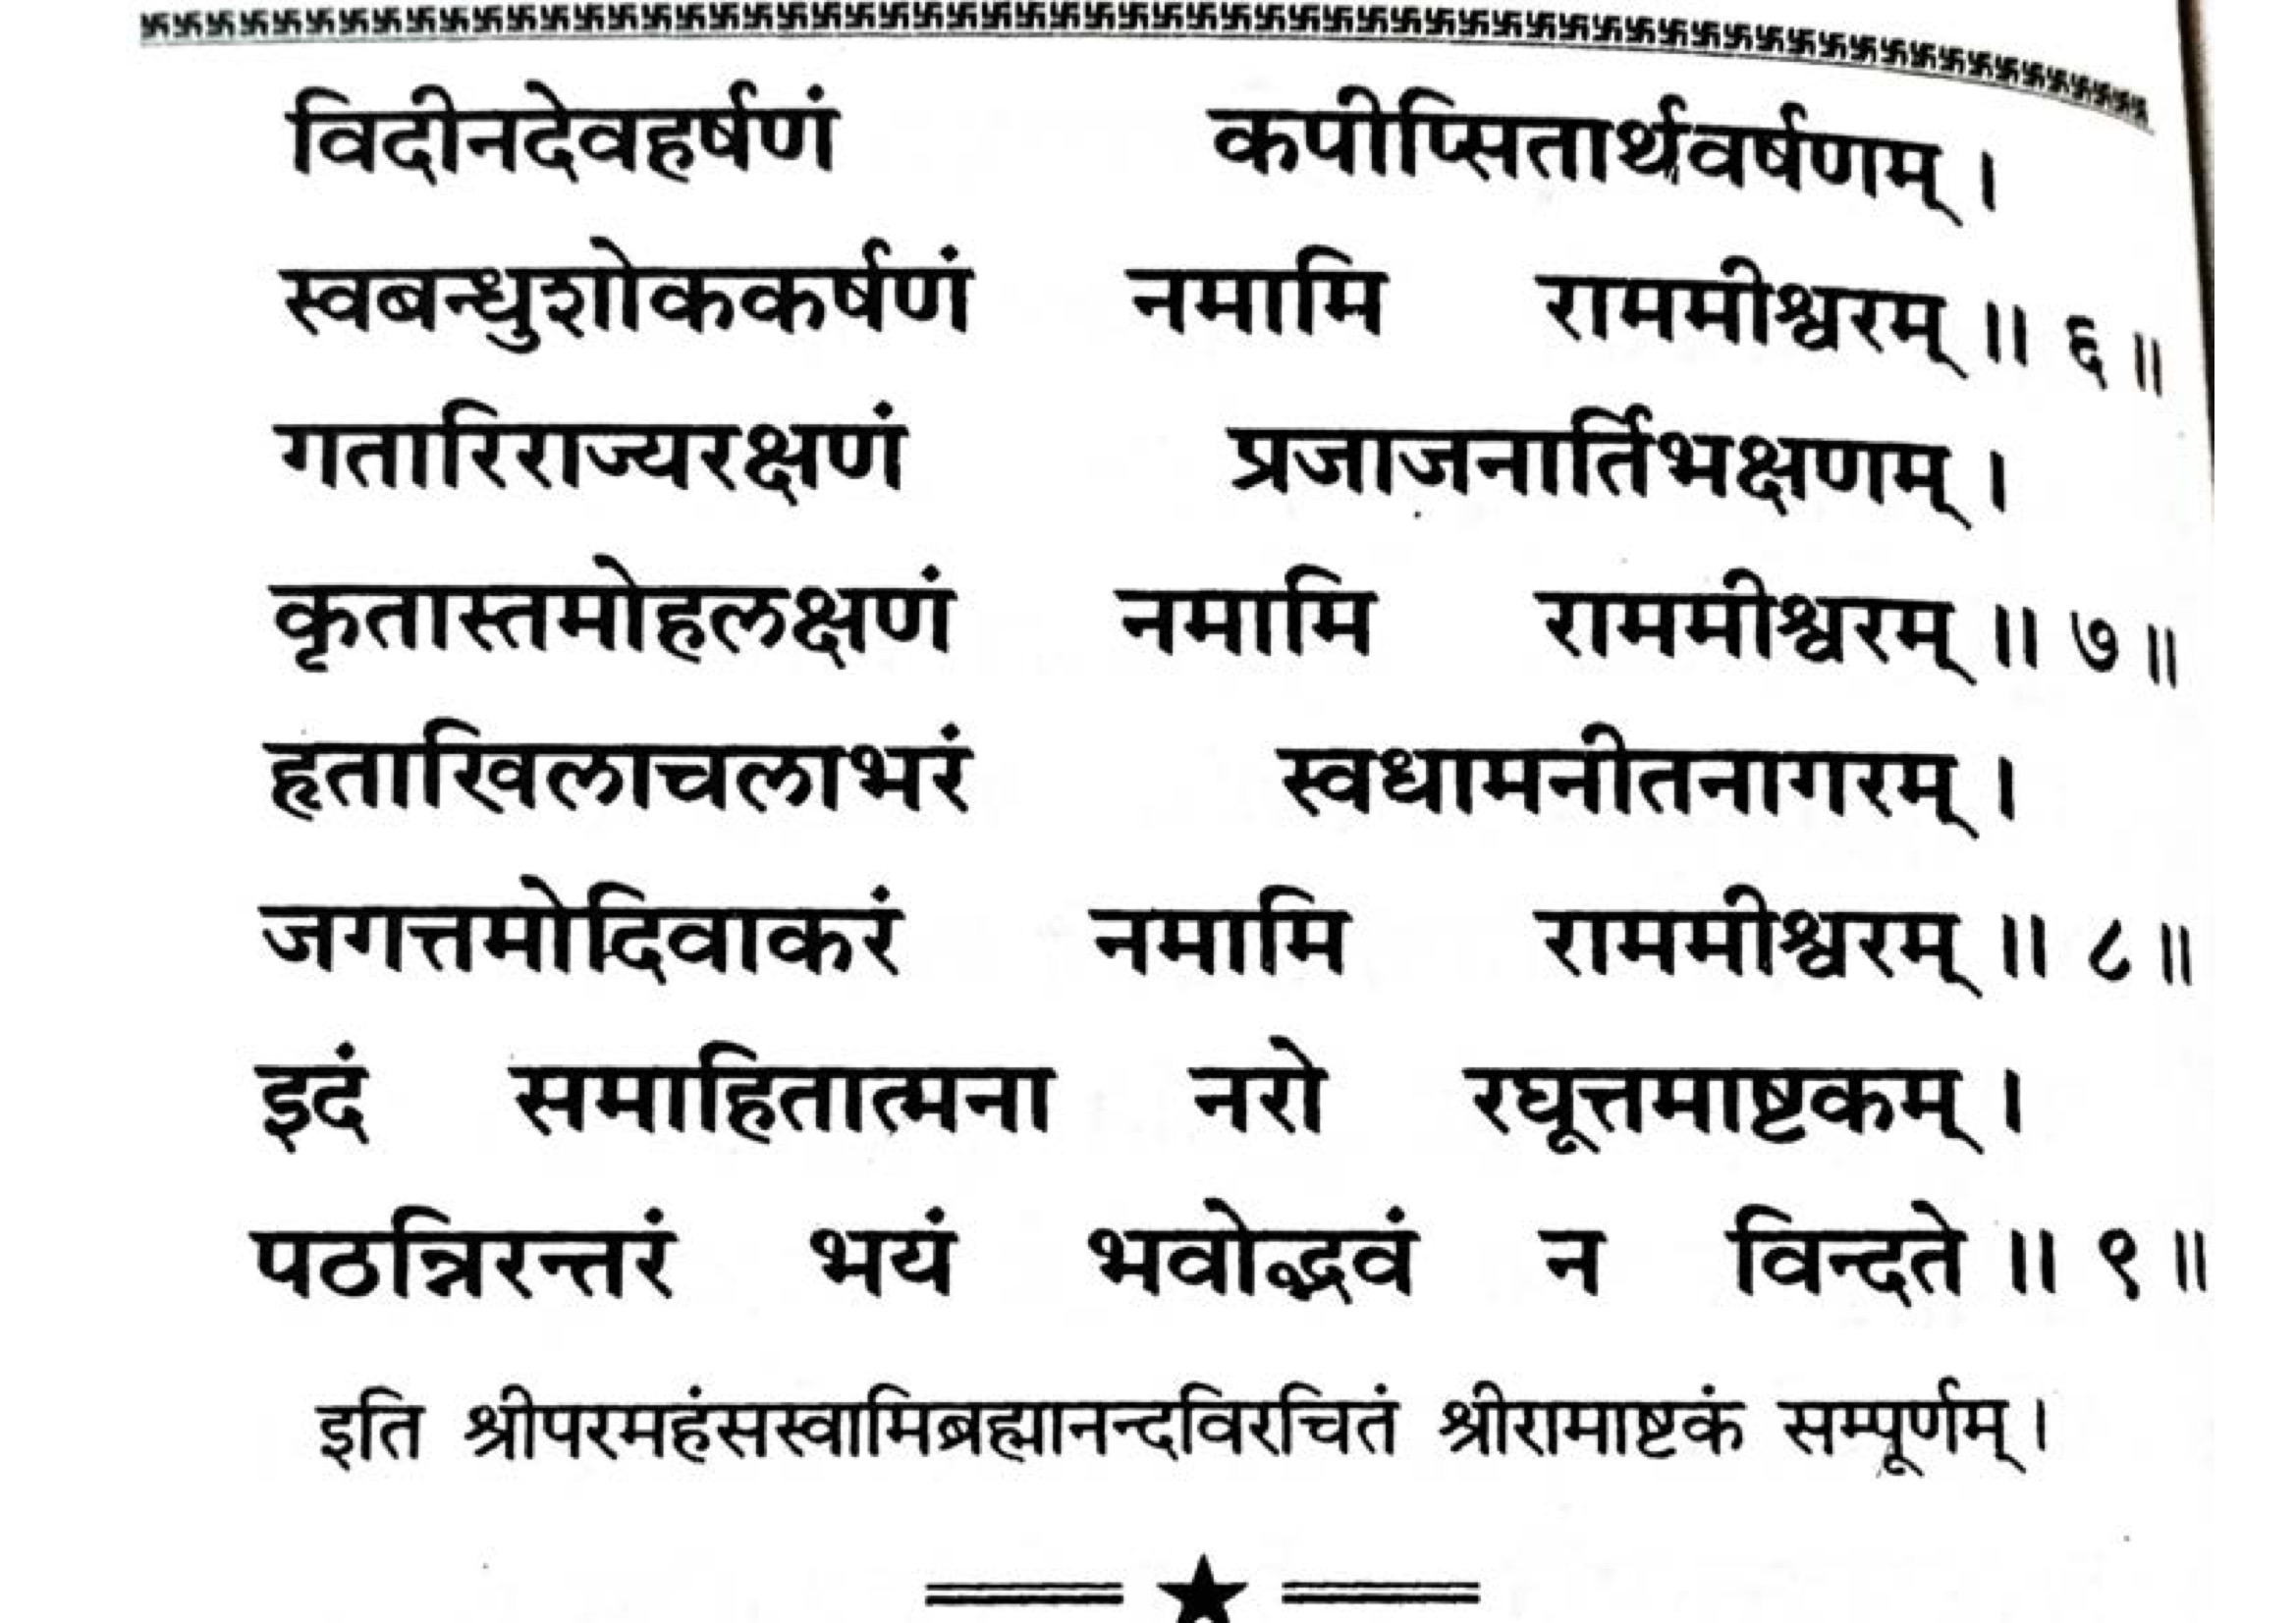 विदीनदेवहर्षणं कपीप्सितार्थवर्षणम् ।
स्वबन्धुशोककर्षणं नमामि राममीश्वरम् ॥ ६ ॥
गतारिराज्यरक्षणं प्रजाजनार्तिभक्षणम् ।
कृतास्तमोहलक्षणं नमामि राममीश्वरम् ॥ ७ ॥
हृताखिलाचलाभरं स्वधामनीतनागरम् ।
जगत्तमोदिवाकरं नमामि राममीश्वरम् ॥ ८ ॥
इदं समाहितात्मना नरो रघूत्तमाष्टकम् ।
पठन्निरन्तरं भयं भवोद्भवं न विन्दते ॥ ९ ॥
इति श्रीपरमहंसस्वामिब्रह्मानन्दविरचितं श्रीरामाष्टकं सम्पूर्णम् ।